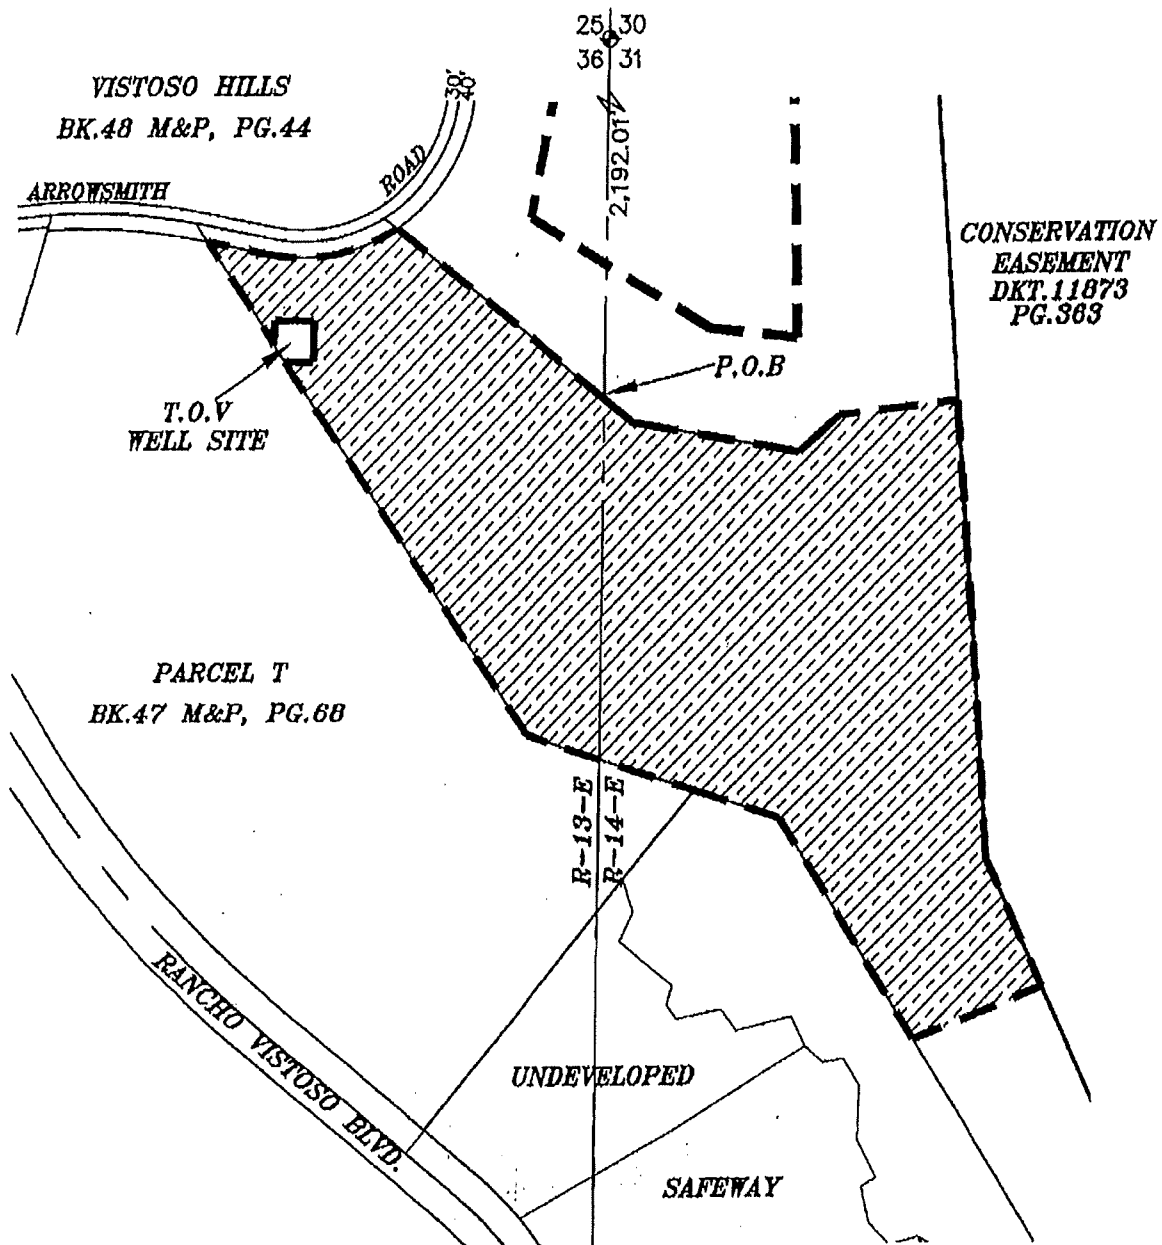 25 30
36 31
VISTOSO HILLS
BK.48 M&P, PG.44
30'
40'
ARROWSMITH
ROAD
2,192.01'
CONSERVATION
EASEMENT
DKT.11873
PG.363
P.O.B
T.O.V
WELL SITE
PARCEL T
BK.47 M&P, PG.68
R-13-E
R-14-E
RANCHO VISTOSO BLVD.
UNDEVELOPED
SAFEWAY